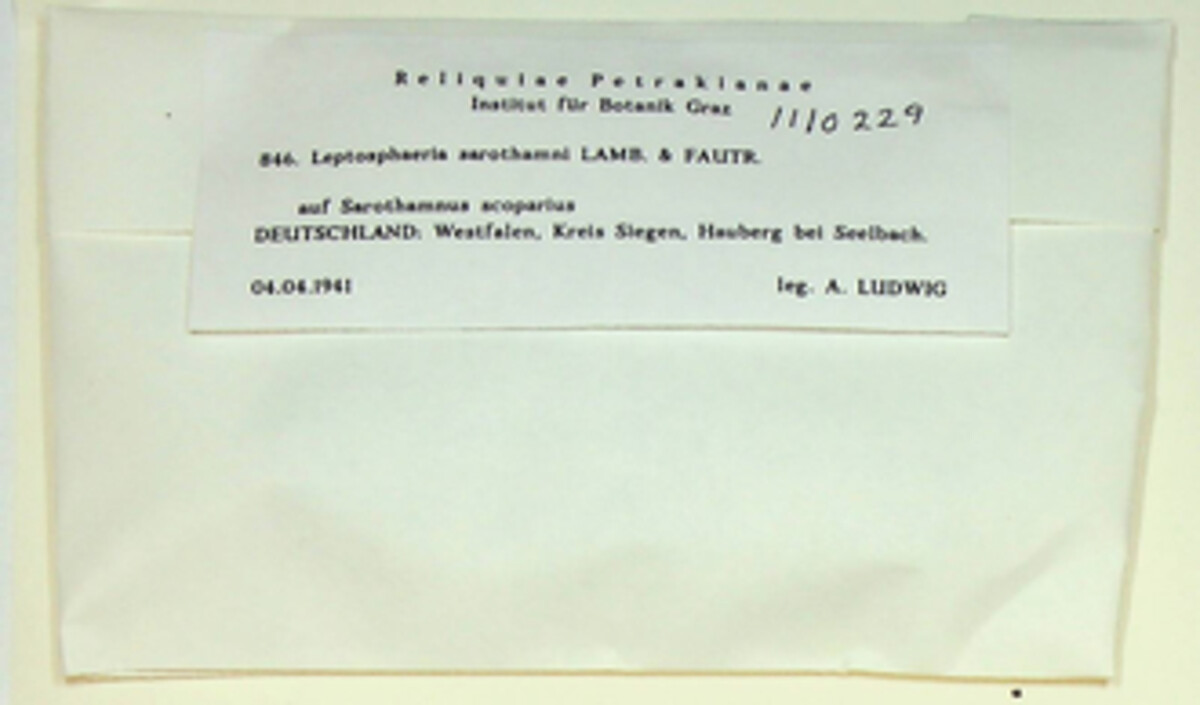 Reliquiae Petrakianae
Institut für Botanik Graz
1110229
846. Leptosphaeria sarothamni LAMB. & FAUTR.
auf Sarothamnus scoparius
DEUTSCHLAND: Westfalen, Kreis Siegen, Hauberg bei Seelbach.
04.04.1941 leg. A. LUDWIG